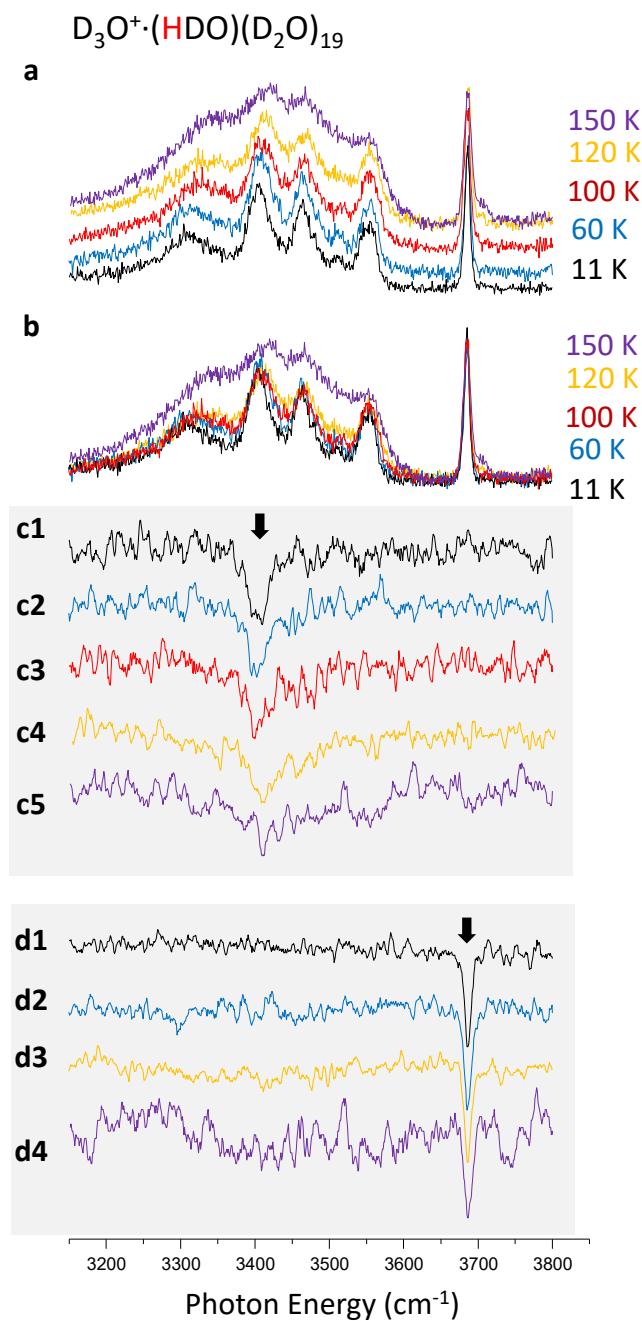 D₃O⁺·(HDO)(D₂O)₁₉
a
150 K
120 K
100 K
60 K
11 K
b
150 K
120 K
100 K
60 K
11 K
c1
c2
c3
c4
c5
d1
d2
d3
d4
3200 3300 3400 3500 3600 3700 3800
Photon Energy (cm⁻¹)